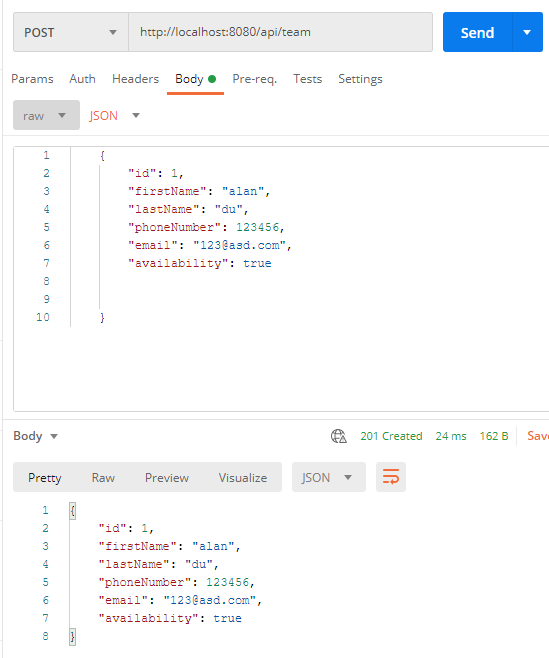 POST http://localhost:8080/api/team Send
Params Auth Headers Body Pre-req. Tests Settings
raw JSON
1 {
2 "id": 1,
3 "firstName": "alan",
4 "lastName": "du",
5 "phoneNumber": 123456,
6 "email": "123@asd.com",
7 "availability": true
8
9
10 }
Body 201 Created 24 ms 162 B Save
Pretty Raw Preview Visualize JSON
1 {
2 "id": 1,
3 "firstName": "alan",
4 "lastName": "du",
5 "phoneNumber": 123456,
6 "email": "123@asd.com",
7 "availability": true
8 }